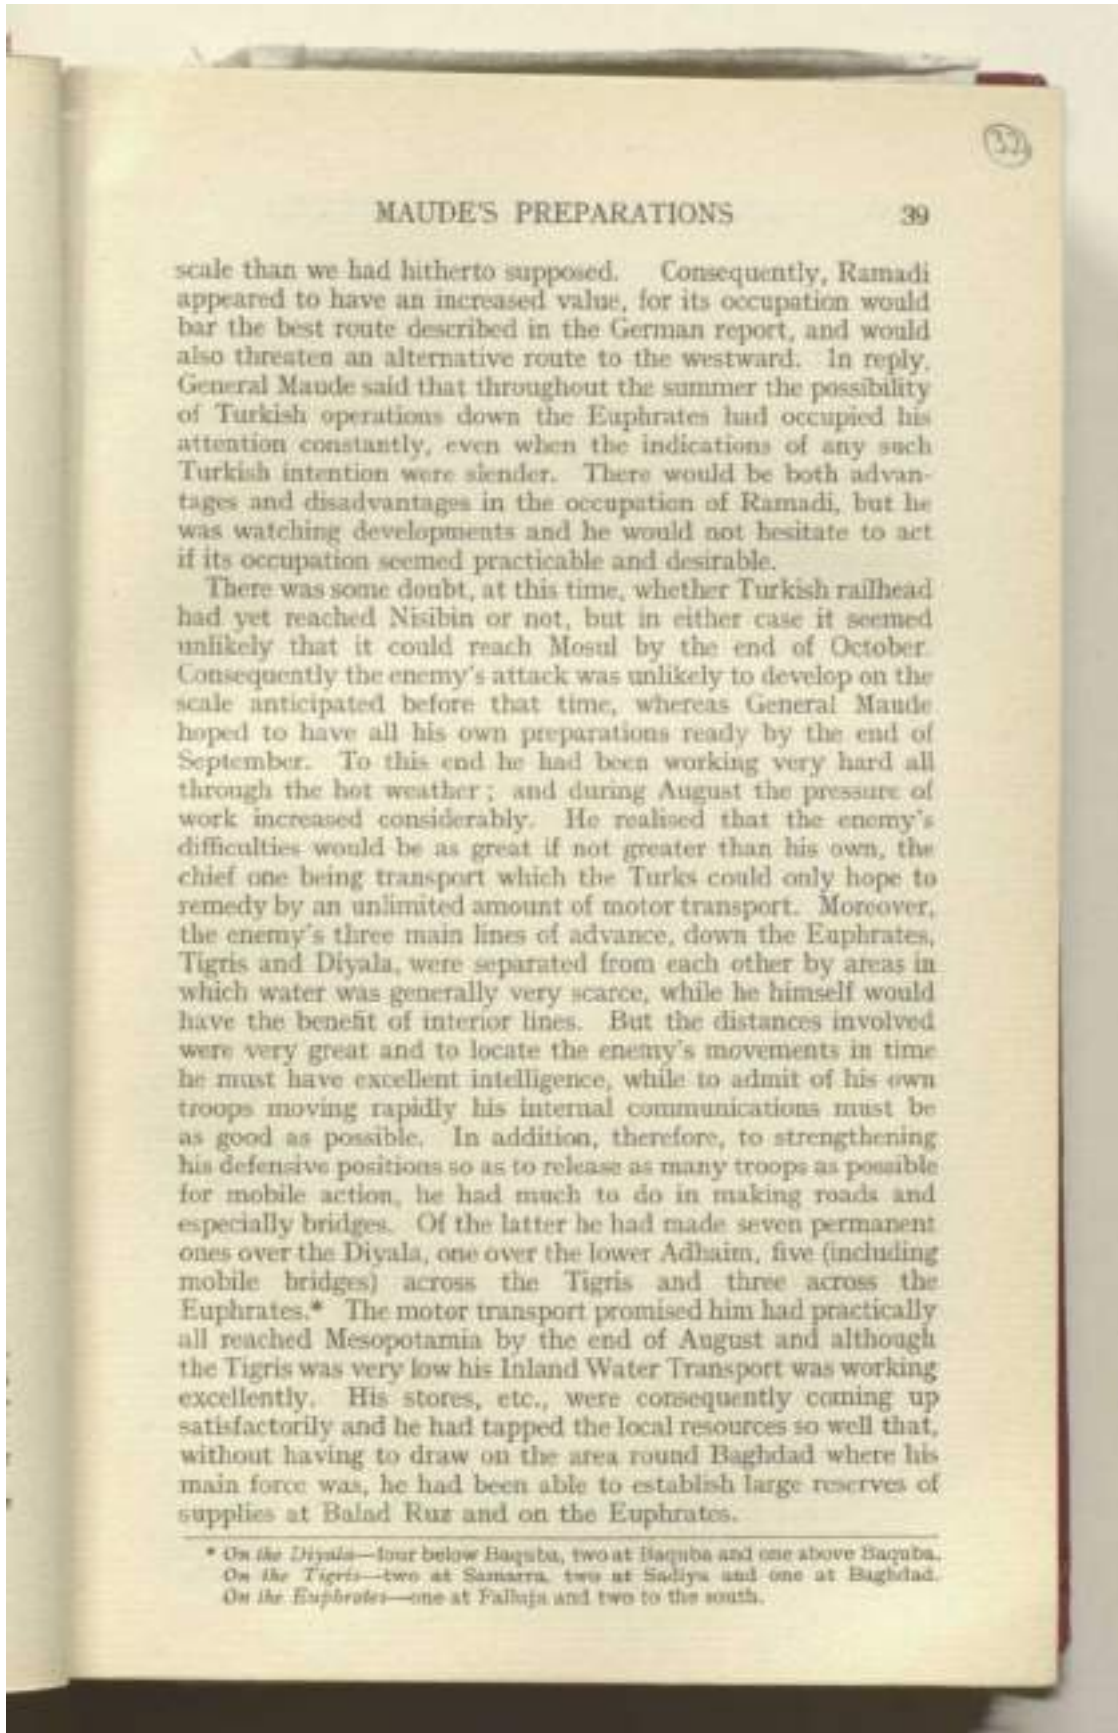 32
MAUDE'S PREPARATIONS 39
scale than we had hitherto supposed. Consequently, Ramadi
appeared to have an increased value, for its occupation would
bar the best route described in the German report, and would
also threaten an alternative route to the westward. In reply,
General Maude said that throughout the summer the possibility
of Turkish operations down the Euphrates had occupied his
attention constantly, even when the indications of any such
Turkish intention were slender. There would be both advan-
tages and disadvantages in the occupation of Ramadi, but he
was watching developments and he would not hesitate to act
if its occupation seemed practicable and desirable.
There was some doubt, at this time, whether Turkish railhead
had yet reached Nisibin or not, but in either case it seemed
unlikely that it could reach Mosul by the end of October.
Consequently the enemy's attack was unlikely to develop on the
scale anticipated before that time, whereas General Maude
hoped to have all his own preparations ready by the end of
September. To this end he had been working very hard all
through the hot weather; and during August the pressure of
work increased considerably. He realised that the enemy's
difficulties would be as great if not greater than his own, the
chief one being transport which the Turks could only hope to
remedy by an unlimited amount of motor transport. Moreover,
the enemy's three main lines of advance, down the Euphrates,
Tigris and Diyala, were separated from each other by areas in
which water was generally very scarce, while he himself would
have the benefit of interior lines. But the distances involved
were very great and to locate the enemy's movements in time
he must have excellent intelligence, while to admit of his own
troops moving rapidly his internal communications must be
as good as possible. In addition, therefore, to strengthening
his defensive positions so as to release as many troops as possible
for mobile action, he had much to do in making roads and
especially bridges. Of the latter he had made seven permanent
ones over the Diyala, one over the lower Adhaim, five (including
mobile bridges) across the Tigris and three across the
Euphrates.* The motor transport promised him had practically
all reached Mesopotamia by the end of August and although
the Tigris was very low his Inland Water Transport was working
excellently. His stores, etc., were consequently coming up
satisfactorily and he had tapped the local resources so well that,
without having to draw on the area round Baghdad where his
main force was, he had been able to establish large reserves of
supplies at Balad Ruz and on the Euphrates.
* On the Diyala—four below Baquba, two at Baquba and one above Baquba.
On the Tigris—two at Samarra, two at Sadiya and one at Baghdad.
On the Euphrates—one at Falluja and two to the south.